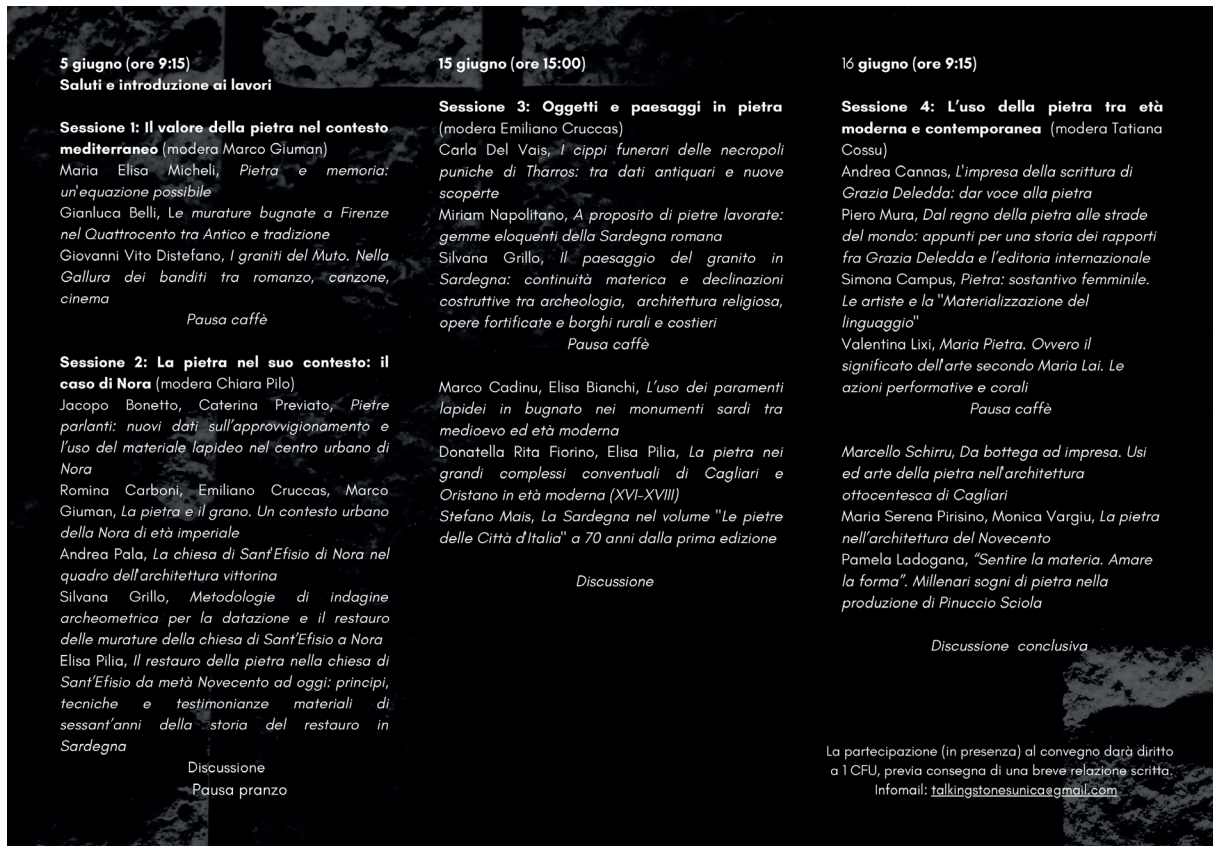 5 giugno (ore 9:15)
Saluti e introduzione ai lavori
Sessione 1: Il valore della pietra nel contesto
mediterraneo (modera Marco Giuman)
Maria Elisa Micheli, Pietra e memoria:
un'equazione possibile
Gianluca Belli, Le murature bugnate a Firenze
nel Quattrocento tra Antico e tradizione
Giovanni Vito Distefano, I graniti del Muto. Nella
Gallura dei banditi tra romanzo, canzone,
cinema
Pausa caffè
Sessione 2: La pietra nel suo contesto: il
caso di Nora (modera Chiara Pilo)
Jacopo Bonetto, Caterina Previato, Pietre
parlanti: nuovi dati sull’approvvigionamento e
l’uso del materiale lapideo nel centro urbano di
Nora
Romina Carboni, Emiliano Cruccas, Marco
Giuman, La pietra e il grano. Un contesto urbano
della Nora di età imperiale
Andrea Pala, La chiesa di Sant'Efisio di Nora nel
quadro dell'architettura vittorina
Silvana Grillo, Metodologie di indagine
archeometrica per la datazione e il restauro
delle murature della chiesa di Sant’Efisio a Nora
Elisa Pilia, Il restauro della pietra nella chiesa di
Sant’Efisio da metà Novecento ad oggi: principi,
tecniche e testimonianze materiali di
sessant’anni della storia del restauro in
Sardegna
Discussione
Pausa pranzo
15 giugno (ore 15:00)
Sessione 3: Oggetti e paesaggi in pietra
(modera Emiliano Cruccas)
Carla Del Vais, I cippi funerari delle necropoli
puniche di Tharros: tra dati antiquari e nuove
scoperte
Miriam Napolitano, A proposito di pietre lavorate:
gemme eloquenti della Sardegna romana
Silvana Grillo, Il paesaggio del granito in
Sardegna: continuità materica e declinazioni
costruttive tra archeologia, architettura religiosa,
opere fortificate e borghi rurali e costieri
Pausa caffè
Marco Cadinu, Elisa Bianchi, L’uso dei paramenti
lapidei in bugnato nei monumenti sardi tra
medioevo ed età moderna
Donatella Rita Fiorino, Elisa Pilia, La pietra nei
grandi complessi conventuali di Cagliari e
Oristano in età moderna (XVI-XVIII)
Stefano Mais, La Sardegna nel volume "Le pietre
delle Città d'Italia" a 70 anni dalla prima edizione
Discussione
16 giugno (ore 9:15)
Sessione 4: L’uso della pietra tra età
moderna e contemporanea (modera Tatiana
Cossu)
Andrea Cannas, L'impresa della scrittura di
Grazia Deledda: dar voce alla pietra
Piero Mura, Dal regno della pietra alle strade
del mondo: appunti per una storia dei rapporti
fra Grazia Deledda e l’editoria internazionale
Simona Campus, Pietra: sostantivo femminile.
Le artiste e la "Materializzazione del
linguaggio"
Valentina Lixi, Maria Pietra. Ovvero il
significato dell'arte secondo Maria Lai. Le
azioni performative e corali
Pausa caffè
Marcello Schirru, Da bottega ad impresa. Usi
ed arte della pietra nell'architettura
ottocentesca di Cagliari
Maria Serena Pirisino, Monica Vargiu, La pietra
nell’architettura del Novecento
Pamela Ladogana, “Sentire la materia. Amare
la forma”. Millenari sogni di pietra nella
produzione di Pinuccio Sciola
Discussione conclusiva
La partecipazione (in presenza) al convegno darà diritto
a 1 CFU, previa consegna di una breve relazione scritta.
Infomail: talkingstonesunica@gmail.com